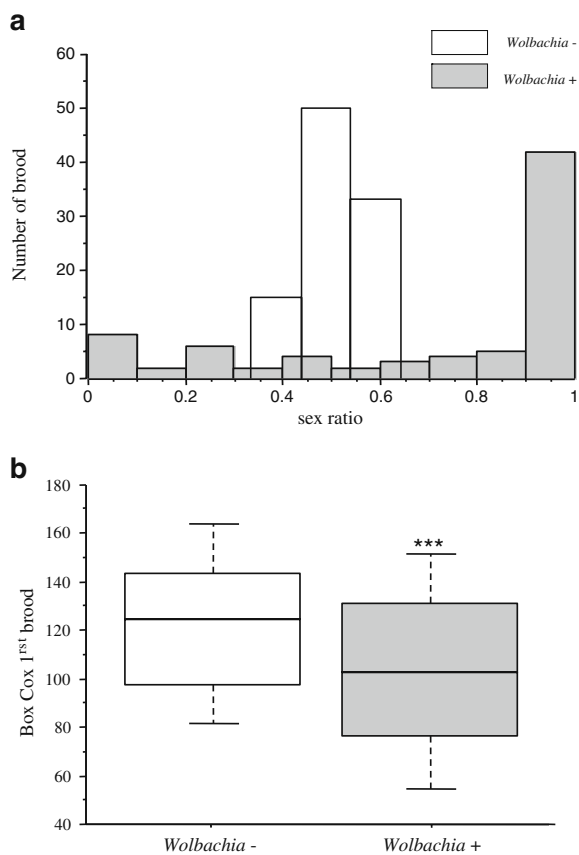 a
Wolbachia -
Wolbachia +
Number of brood
60
50
40
30
20
10
0
0 0.2 0.4 0.6 0.8 1
sex ratio
b
Box Cox 1rst brood
180
160
140
120
100
80
60
40
***
Wolbachia - Wolbachia +